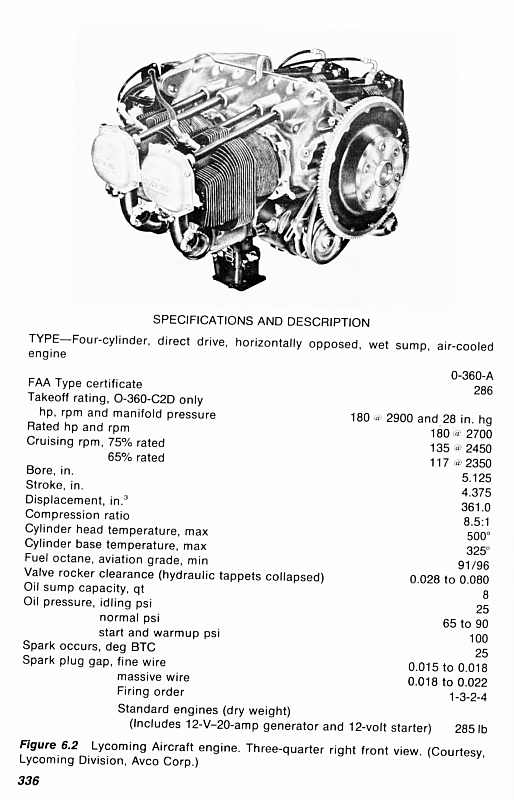 SPECIFICATIONS AND DESCRIPTION
TYPE—Four-cylinder, direct drive, horizontally opposed, wet sump, air-cooled
engine
0-360-A
FAA Type certificate 286
Takeoff rating, O-360-C2D only
hp, rpm and manifold pressure 180 @ 2900 and 28 in. hg
Rated hp and rpm 180 @ 2700
Cruising rpm, 75% rated 135 @ 2450
65% rated 117 @ 2350
Bore, in. 5.125
Stroke, in. 4.375
Displacement, in.³ 361.0
Compression ratio 8.5:1
Cylinder head temperature, max 500°
Cylinder base temperature, max 325°
Fuel octane, aviation grade, min 91/96
Valve rocker clearance (hydraulic tappets collapsed) 0.028 to 0.080
Oil sump capacity, qt 8
Oil pressure, idling psi 25
normal psi 65 to 90
start and warmup psi 100
Spark occurs, deg BTC 25
Spark plug gap, fine wire 0.015 to 0.018
massive wire 0.018 to 0.022
Firing order 1-3-2-4
Standard engines (dry weight)
(Includes 12-V–20-amp generator and 12-volt starter) 285 lb
Figure 6.2 Lycoming Aircraft engine. Three-quarter right front view. (Courtesy,
Lycoming Division, Avco Corp.)
336